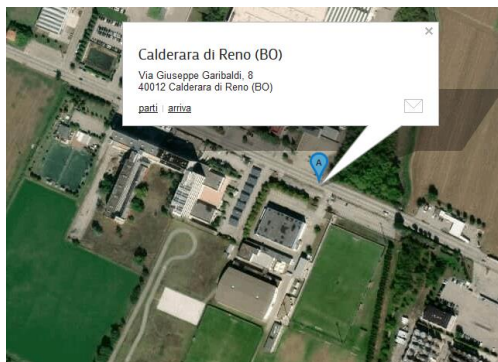 Calderara di Reno (BO)
Via Giuseppe Garibaldi, 8
40012 Calderara di Reno (BO)
parti | arriva
A